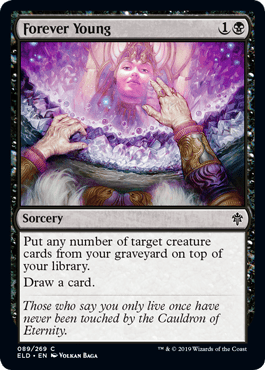 Forever Young 1
Sorcery
Put any number of target creature
cards from your graveyard on top of
your library.
Draw a card.
Those who say you only live once have
never been touched by the Cauldron of
Eternity.
089/269 C
ELD • EN VOLKAN BAGA
™ & © 2019 Wizards of the Coast